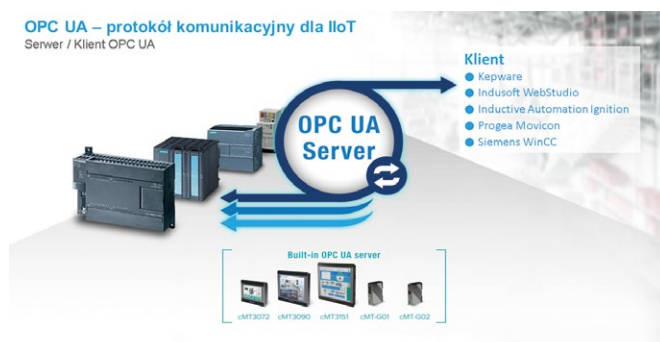 OPC UA – protokół komunikacyjny dla IIoT
Serwer / Klient OPC UA
Klient
Kepware
Indusoft WebStudio
Inductive Automation Ignition
Progea Movicon
Siemens WinCC
OPC UA
Server
Built-in OPC UA server
cMT3072 cMT3090 cMT3151 cMT-G01 cMT-G02